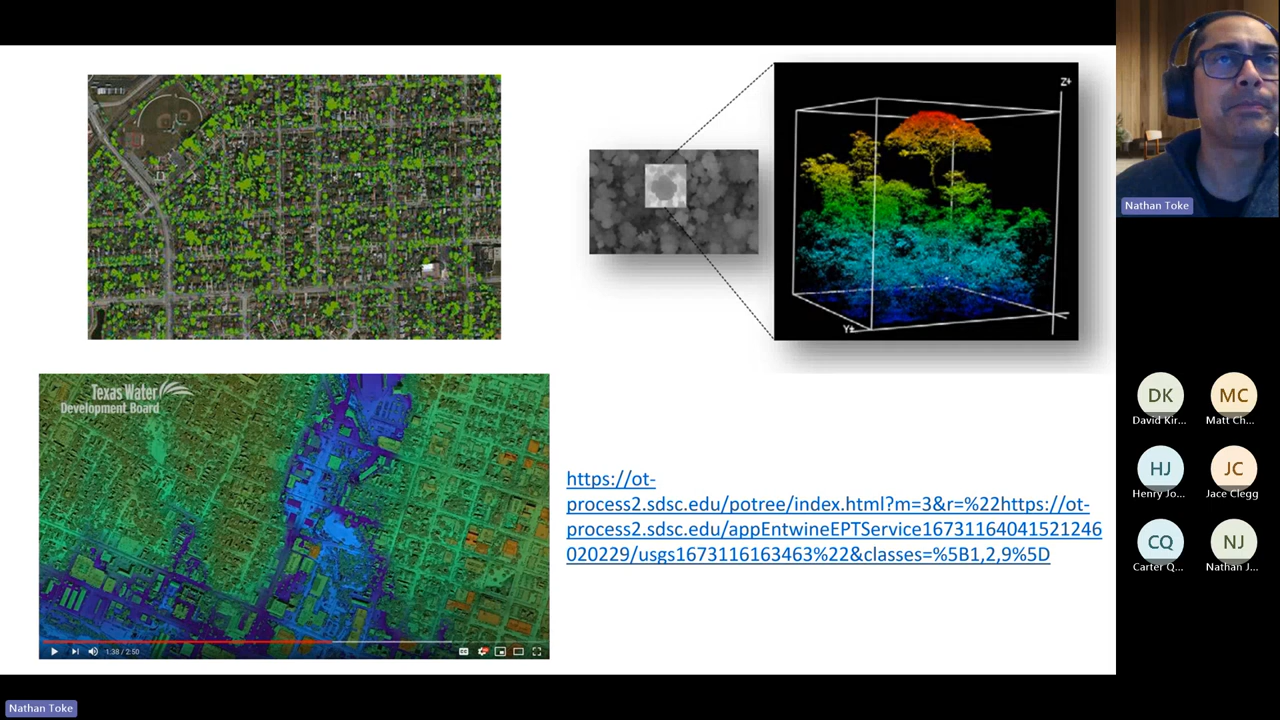 Z+
Y+
Texas Water
Development Board
1:38 / 2:50
https://ot-
process2.sdsc.edu/potree/index.html?m=3&r=%22https://ot-
process2.sdsc.edu/appEntwineEPTService16731164041521246
020229/usgs1673116163463%22&classes=%5B1,2,9%5D
Nathan Toke
DK
MC
David Kir...
Matt Ch...
HJ
JC
Henry Jo...
Jace Clegg
CQ
NJ
Carter Q...
Nathan J...
Nathan Toke